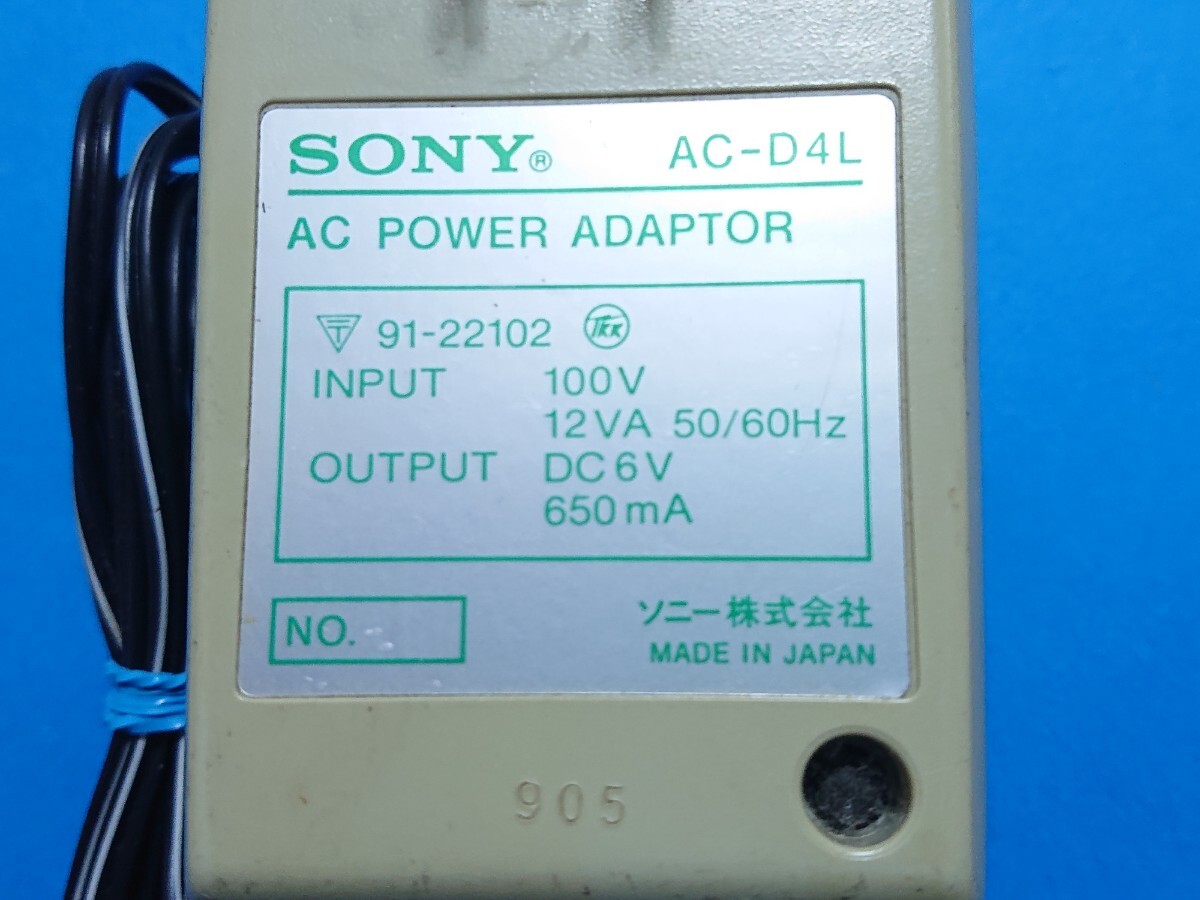 SONY® AC-D4L
AC POWER ADAPTOR
T 91-22102 TKK
INPUT 100V
12VA 50/60Hz
OUTPUT DC6V
650mA
NO.
ソニー株式会社
MADE IN JAPAN
905